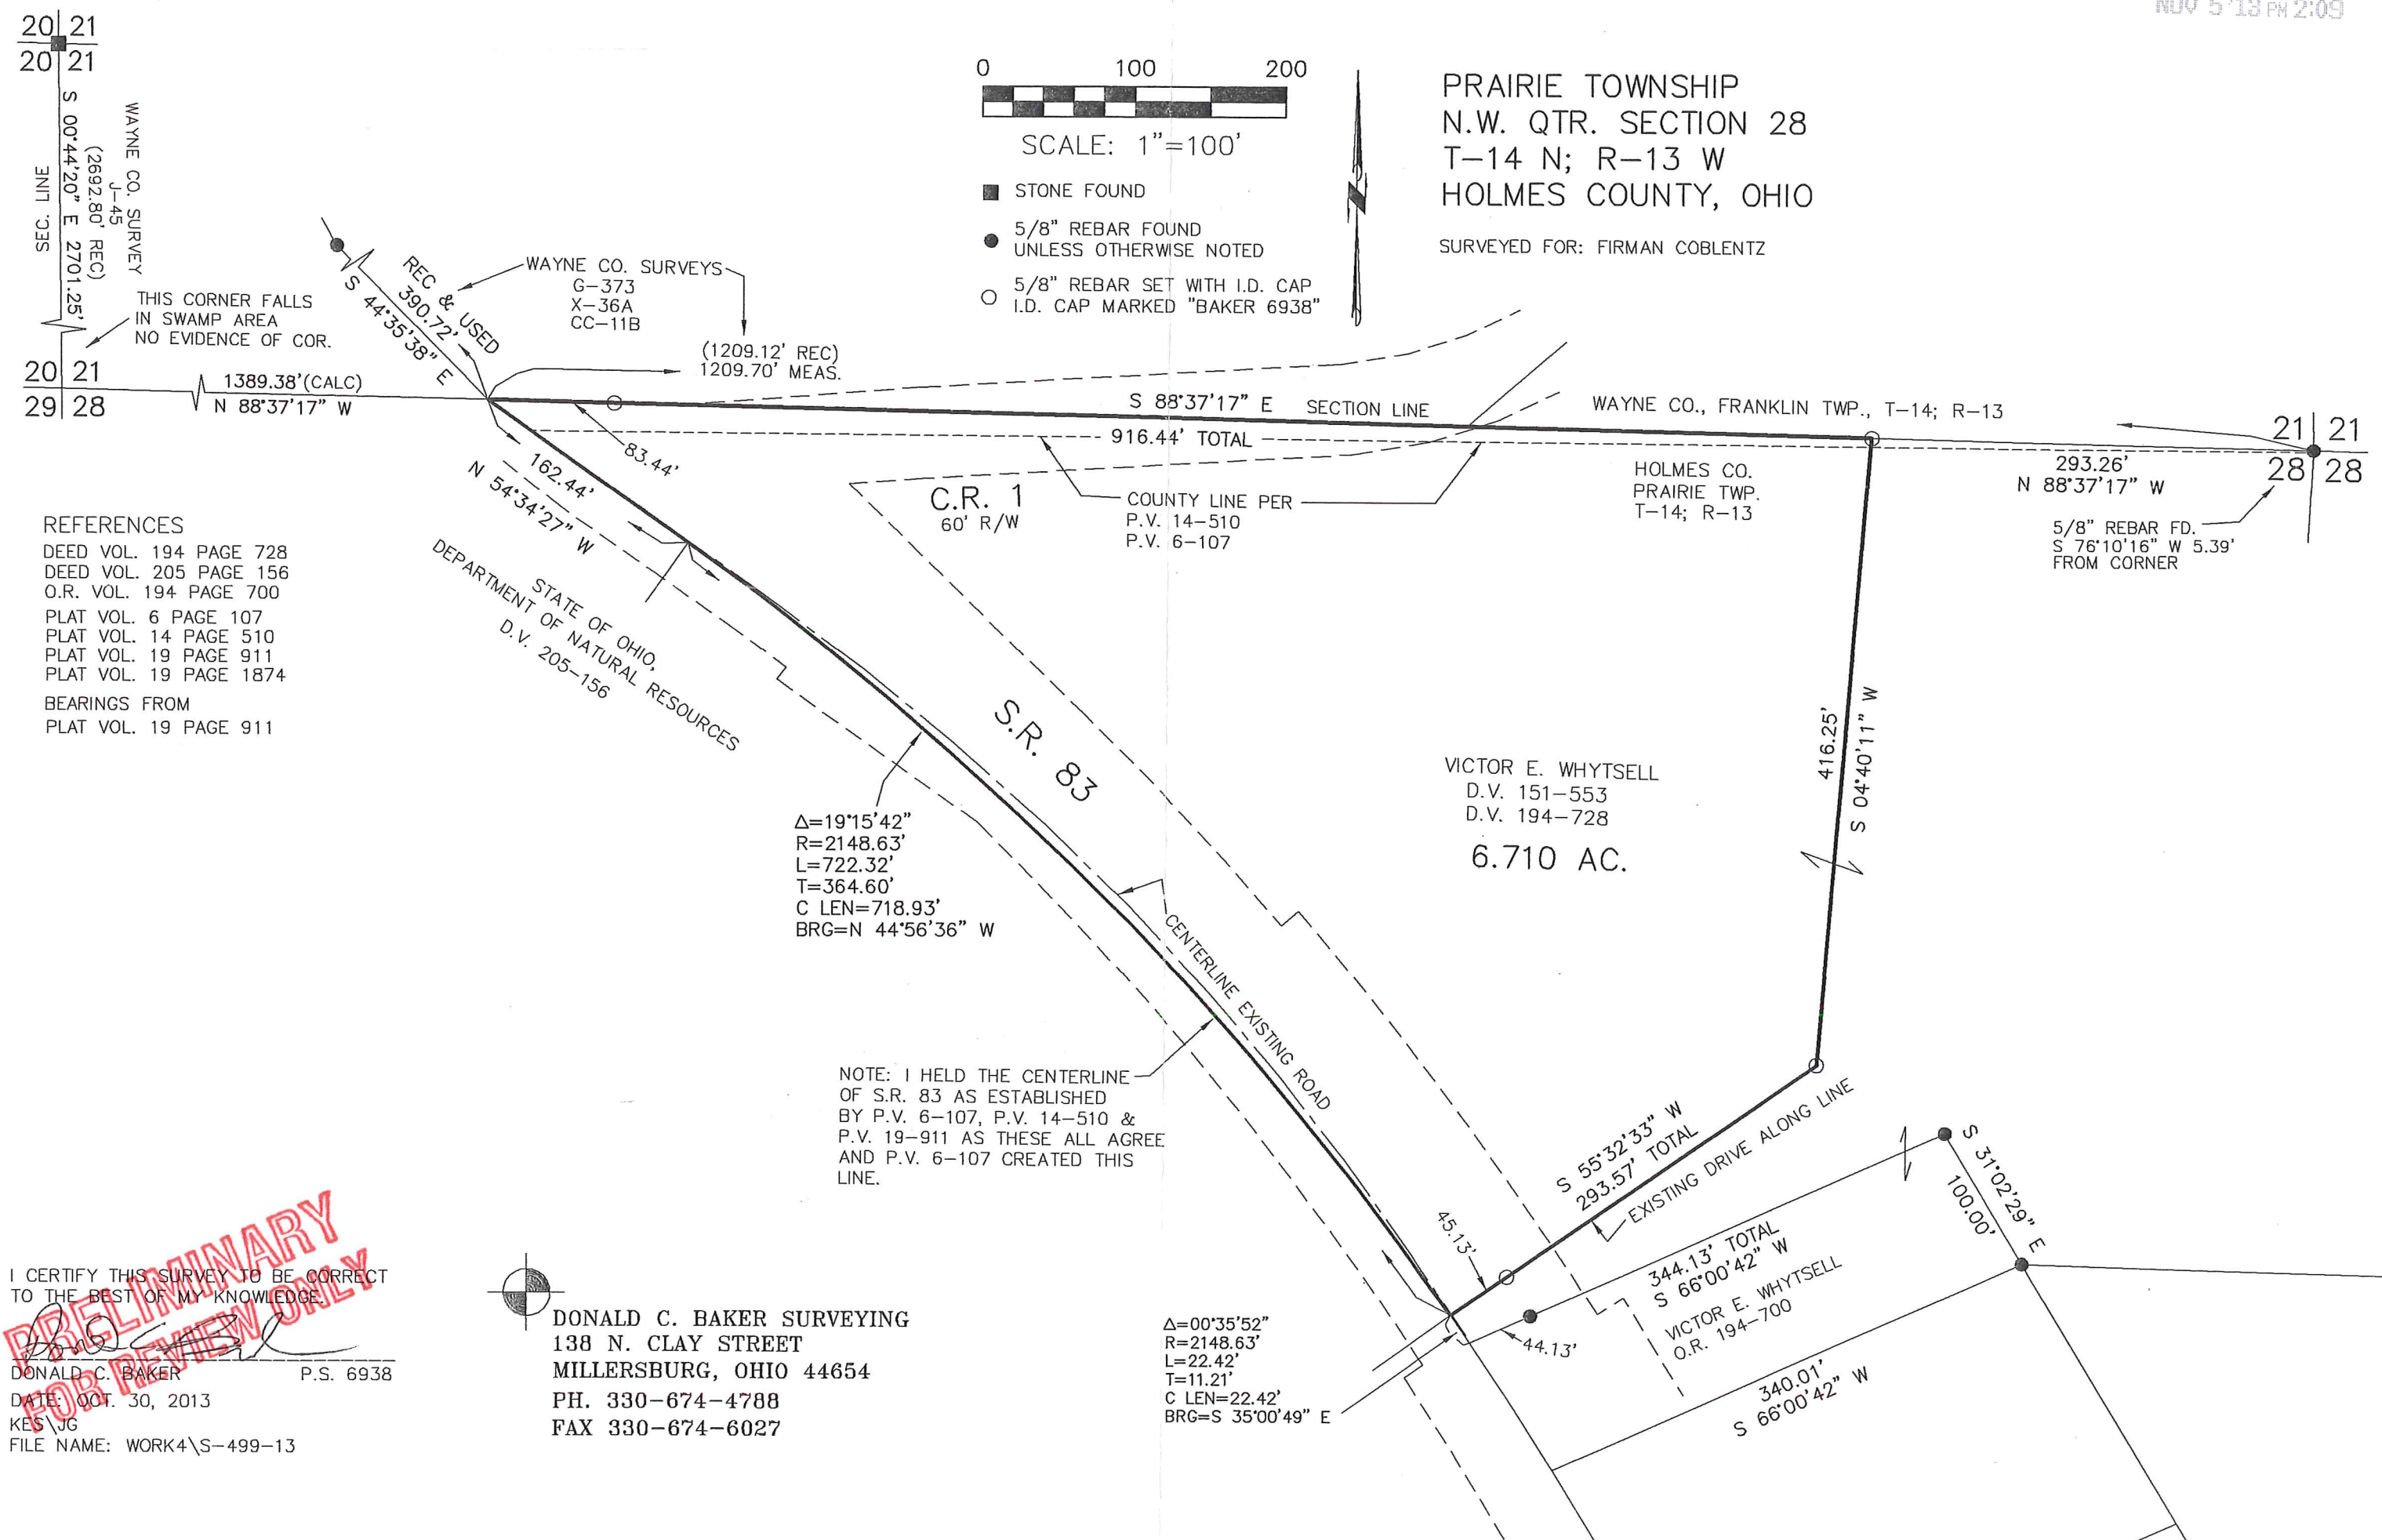 NOV 5'13 PM 2:09
20 21
20 21
S 00°44'20" E 2701.25'
(2692.80' REC)
J-45
WAYNE CO. SURVEY
SEC. LINE
THIS CORNER FALLS
IN SWAMP AREA
NO EVIDENCE OF COR.
20 21
29 28
1389.38'(CALC)
N 88°37'17" W
REC & USED
390.72'
S 44°35'38" E
WAYNE CO. SURVEYS
G-373
X-36A
CC-11B
(1209.12' REC)
1209.70' MEAS.
0 100 200
SCALE: 1"=100'
STONE FOUND
5/8" REBAR FOUND
UNLESS OTHERWISE NOTED
5/8" REBAR SET WITH I.D. CAP
I.D. CAP MARKED "BAKER 6938"
PRAIRIE TOWNSHIP
N.W. QTR. SECTION 28
T-14 N; R-13 W
HOLMES COUNTY, OHIO
SURVEYED FOR: FIRMAN COBLENTZ
S 88°37'17" E SECTION LINE
WAYNE CO., FRANKLIN TWP., T-14; R-13
916.44' TOTAL
83.44'
162.44'
N 54°34'27" W
C.R. 1
60' R/W
COUNTY LINE PER
P.V. 14-510
P.V. 6-107
HOLMES CO.
PRAIRIE TWP.
T-14; R-13
21 21
28 28
293.26'
N 88°37'17" W
5/8" REBAR FD.
S 76°10'16" W 5.39'
FROM CORNER
REFERENCES
DEED VOL. 194 PAGE 728
DEED VOL. 205 PAGE 156
O.R. VOL. 194 PAGE 700
PLAT VOL. 6 PAGE 107
PLAT VOL. 14 PAGE 510
PLAT VOL. 19 PAGE 911
PLAT VOL. 19 PAGE 1874
BEARINGS FROM
PLAT VOL. 19 PAGE 911
STATE OF OHIO,
DEPARTMENT OF NATURAL RESOURCES
D.V. 205-156
S.R. 83
416.25'
S 04°40'11" W
VICTOR E. WHYTSELL
D.V. 151-553
D.V. 194-728
6.710 AC.
Δ=19°15'42"
R=2148.63'
L=722.32'
T=364.60'
C LEN=718.93'
BRG=N 44°56'36" W
CENTERLINE EXISTING ROAD
NOTE: I HELD THE CENTERLINE
OF S.R. 83 AS ESTABLISHED
BY P.V. 6-107, P.V. 14-510 &
P.V. 19-911 AS THESE ALL AGREE
AND P.V. 6-107 CREATED THIS
LINE.
S 55°32'33" W
293.57' TOTAL
EXISTING DRIVE ALONG LINE
45.13'
44.13'
344.13' TOTAL
S 66°00'42" W
VICTOR E. WHYTSELL
O.R. 194-700
S 31°02'29" E
100.00'
340.01'
S 66°00'42" W
Δ=00°35'52"
R=2148.63'
L=22.42'
T=11.21'
C LEN=22.42'
BRG=S 35°00'49" E
I CERTIFY THIS SURVEY TO BE CORRECT
TO THE BEST OF MY KNOWLEDGE.
PRELIMINARY
FOR REVIEW ONLY
DONALD C. BAKER P.S. 6938
DATE: OCT. 30, 2013
KES\JG
FILE NAME: WORK4\S-499-13
DONALD C. BAKER SURVEYING
138 N. CLAY STREET
MILLERSBURG, OHIO 44654
PH. 330-674-4788
FAX 330-674-6027